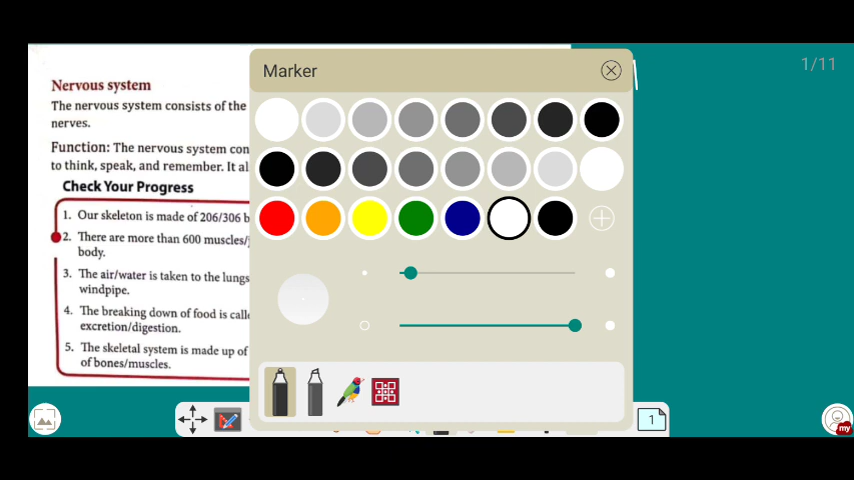 Marker
1/11
Nervous system
The nervous system consists of the
nerves.
Function: The nervous system con
to think, speak, and remember. It al
Check Your Progress
1. Our skeleton is made of 206/306 b
2. There are more than 600 muscles/
body.
3. The air/water is taken to the lungs
windpipe.
4. The breaking down of food is calle
excretion/digestion.
5. The skeletal system is made up of
of bones/muscles.
1
my